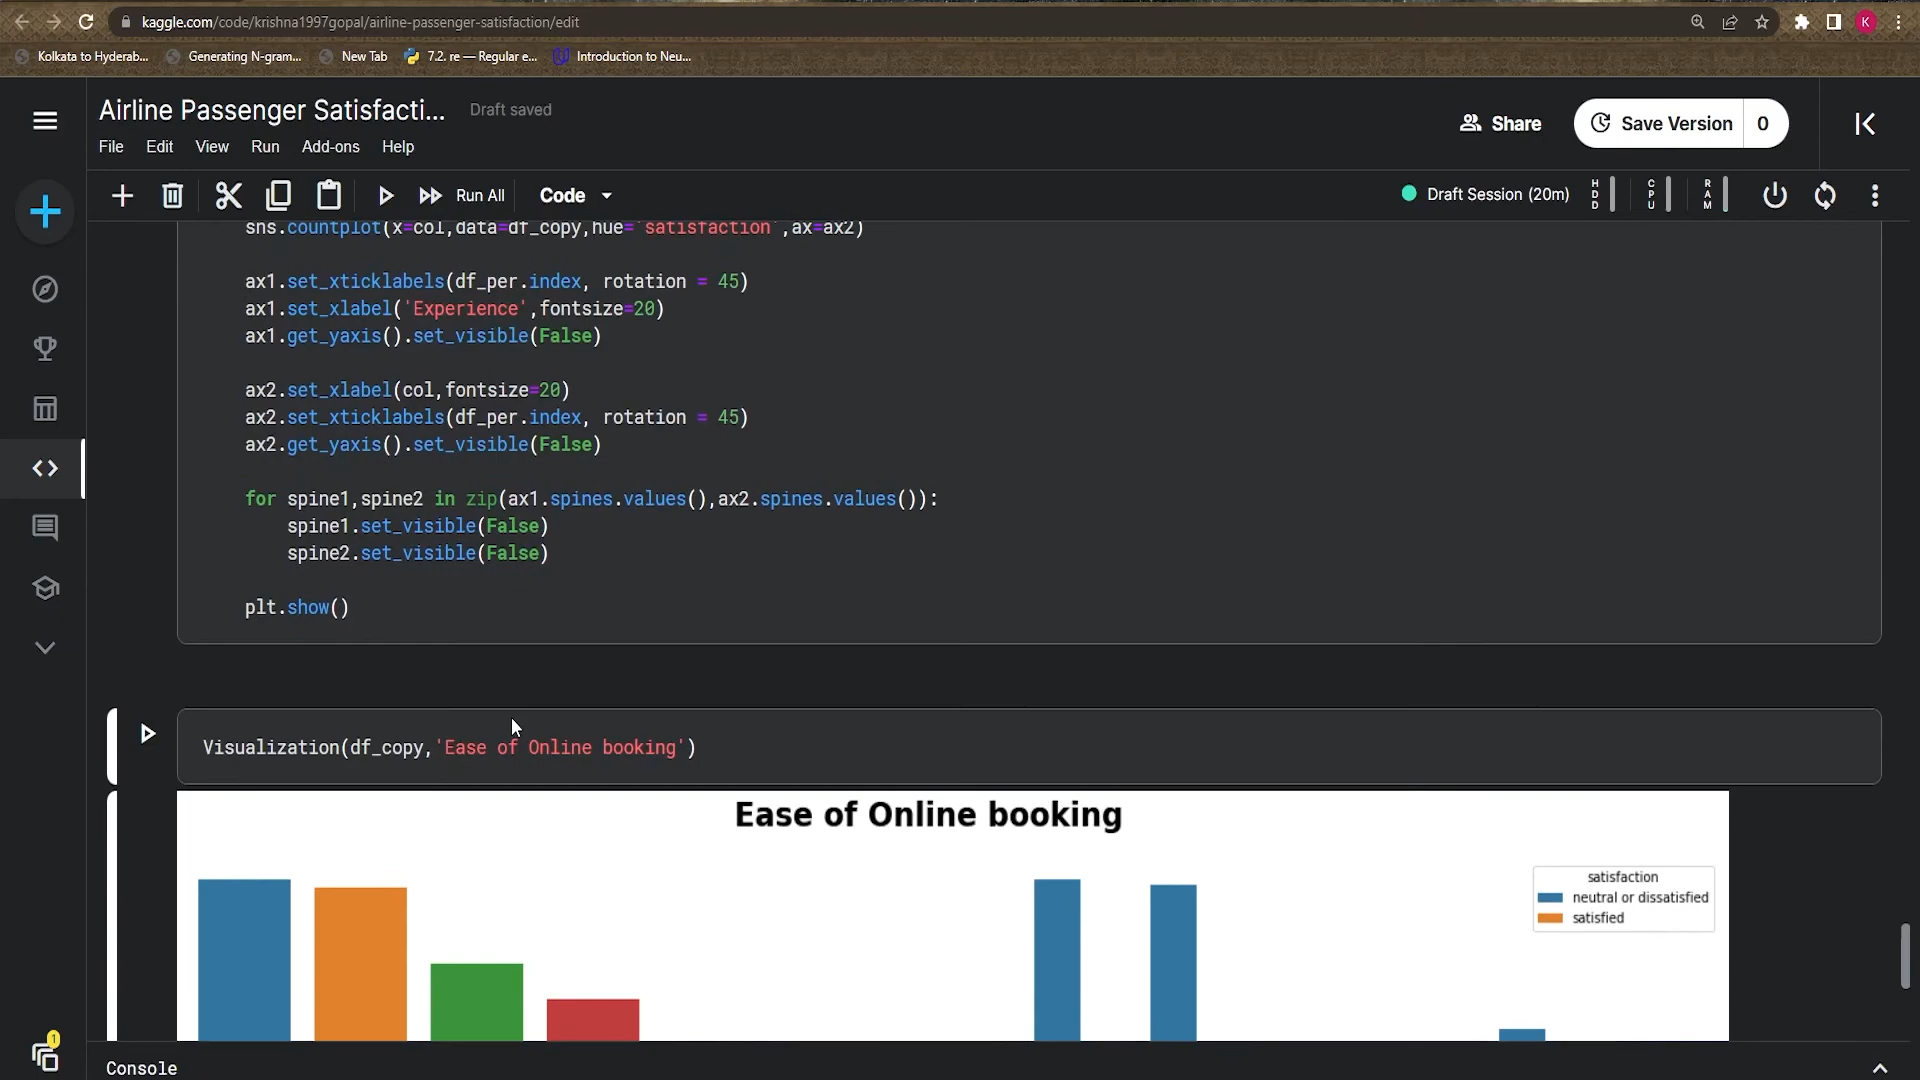 kaggle.com/code/krishna1997gopal/airline-passenger-satisfaction/edit
K
Kolkata to Hyderab...
Generating N-gram...
New Tab
7.2. re — Regular e...
Introduction to Neu...
Airline Passenger Satisfacti...
Draft saved
File Edit View Run Add-ons Help
Share
Save Version 0
Run All
Code
Draft Session (20m)
HDD
CPU
RAM
sns.countplot(x=col,data=df_copy,hue='satisfaction',ax=ax2)
ax1.set_xticklabels(df_per.index, rotation = 45)
ax1.set_xlabel('Experience',fontsize=20)
ax1.get_yaxis().set_visible(False)
ax2.set_xlabel(col,fontsize=20)
ax2.set_xticklabels(df_per.index, rotation = 45)
ax2.get_yaxis().set_visible(False)
for spine1,spine2 in zip(ax1.spines.values(),ax2.spines.values()):
spine1.set_visible(False)
spine2.set_visible(False)
plt.show()
Visualization(df_copy,'Ease of Online booking')
Ease of Online booking
satisfaction
neutral or dissatisfied
satisfied
1
Console